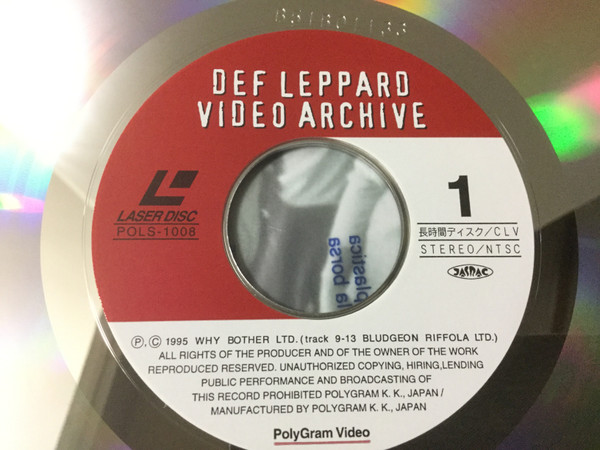 DEF LEPPARD
VIDEO ARCHIVE
LASER DISC
POLS-1008
1
長時間ディスク/CLV
STEREO/NTSC
JASRAC
la borsa
plastica
Ⓟ,Ⓒ 1995 WHY BOTHER LTD.(track 9-13 BLUDGEON RIFFOLA LTD.)
ALL RIGHTS OF THE PRODUCER AND OF THE OWNER OF THE WORK
REPRODUCED RESERVED. UNAUTHORIZED COPYING, HIRING,LENDING
PUBLIC PERFORMANCE AND BROADCASTING OF
THIS RECORD PROHIBITED POLYGRAM K. K., JAPAN /
MANUFACTURED BY POLYGRAM K. K., JAPAN
PolyGram Video